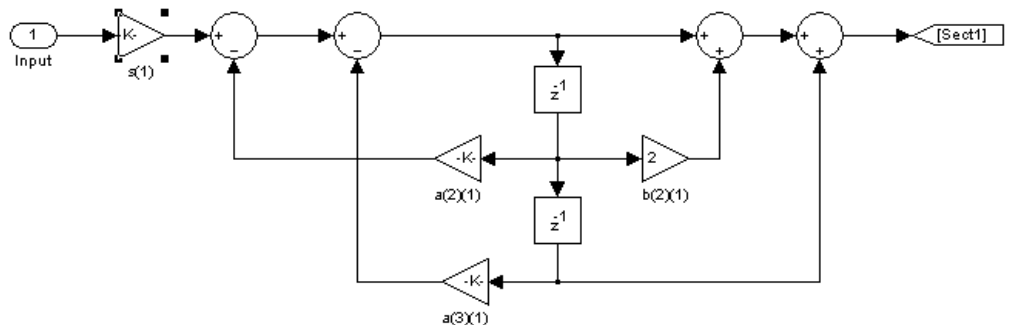 1
Input
K-
s(1)
+
−
+
−
+
+
+
+
[Sect1]
z-1
-K-
a(2)(1)
2
b(2)(1)
z-1
-K-
a(3)(1)